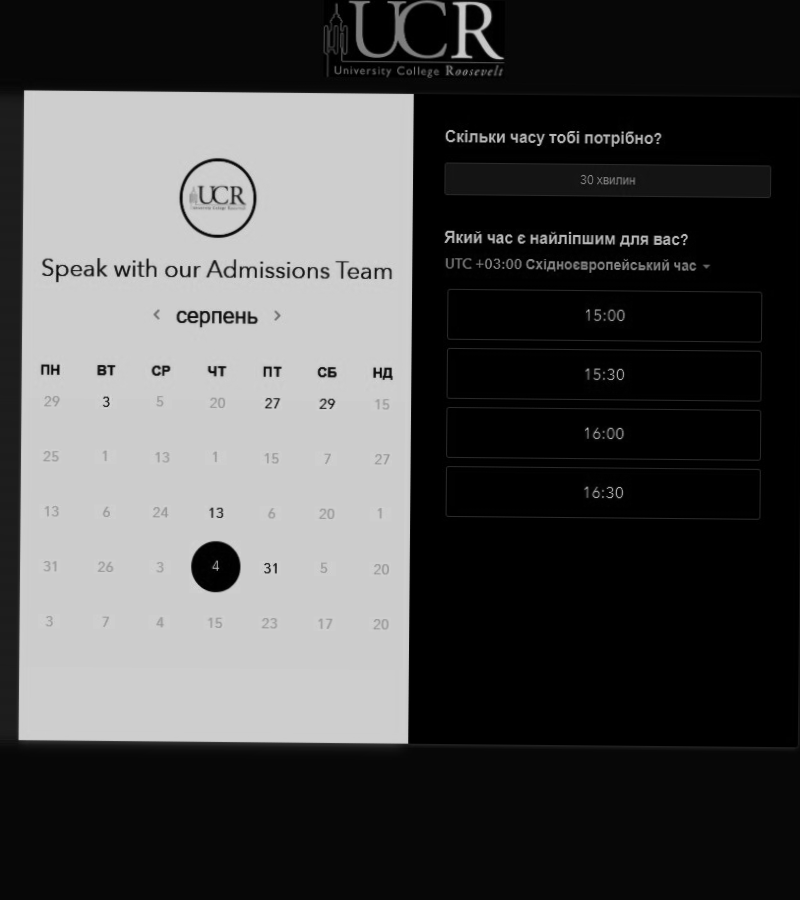 UCR
University College Roosevelt
UCR
University College Roosevelt
Speak with our Admissions Team
серпень
ПН ВТ СР ЧТ ПТ СБ НД
29 3 5 20 27 29 15
25 1 13 1 15 7 27
13 6 24 13 6 20 1
31 26 3 4 31 5 20
3 7 4 15 23 17 20
Скільки часу тобі потрібно?
30 хвилин
Який час є найліпшим для вас?
UTC +03:00 Східноєвропейський час
15:00
15:30
16:00
16:30